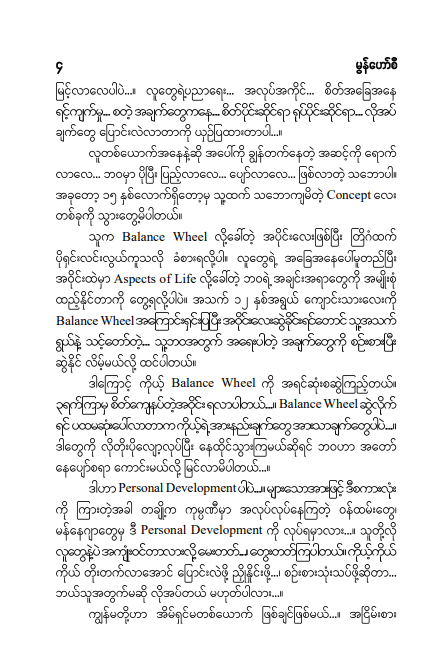 ၄ မွန်ဟော်စီ
မြင့်လာလေပါပဲ...။ လူတွေရဲ့ပညာရေး... အလုပ်အကိုင်... စိတ်အခြေအနေ
ရင့်ကျက်မှု... စတဲ့ အချက်တွေကနေ... စိတ်ပိုင်းဆိုင်ရာ ရုပ်ပိုင်းဆိုင်ရာ... လိုအပ်
ချက်တွေ ပြောင်းလဲလာတာကို ယှဉ်ပြထားတာပါ...။
လူတစ်ယောက်အနေနဲ့ဆို အပေါ်ကို ချွန်တက်နေတဲ့ အဆင့်ကို ရောက်
လာလေ... ဘဝမှာ ပိုပြီး ပြည့်လာလေ... ပျော်လာလေ... ဖြစ်လာတဲ့ သဘောပါ။
အခုတော့ ၁၅ နှစ်လောက်ရှိတော့မှ သူ့ထက် သဘောကျမိတဲ့ Concept လေး
တစ်ခုကို သွားတွေ့မိပါတယ်။
သူက Balance Wheel လို့ခေါ်တဲ့ အပိုင်းလေးဖြစ်ပြီး တြိဂံထက်
ပိုရှင်းလင်းလွယ်ကူသလို ခံစားရလို့ပါ။ လူတွေရဲ့ အခြေအနေပေါ်မူတည်ပြီး
အဝိုင်းထဲမှာ Aspects of Life လို့ခေါ်တဲ့ ဘဝရဲ့ အချင်းအရာတွေကို အမျိုးစုံ
ထည့်နိုင်တာကို တွေ့ရလို့ပါပဲ။ အသက် ၁၂ နှစ်အရွယ် ကျောင်းသားလေးကို
Balance Wheel အကြောင်းရှင်းပြပြီး အဝိုင်းလေးဆွဲခိုင်းရင်တောင် သူ့အသက်
ရွယ်နဲ့ သင့်တော်တဲ့... သူ့ဘဝအတွက် အရေးပါတဲ့ အချက်တွေကို စဉ်းစားပြီး
ဆွဲနိုင် လိမ့်မယ်လို့ ထင်ပါတယ်။
ဒါကြောင့် ကိုယ့် Balance Wheel ကို အရင်ဆုံးစဆွဲကြည့်တယ်။
၃ရက်ကြာမှ စိတ်ကျေနပ်တဲ့အဝိုင်း ရလာပါတယ်...။ Balance Wheel ဆွဲလိုက်
ရင် ပထမဆုံးပေါ်လာတာက ကိုယ့်ရဲ့အားနည်းချက်တွေ အားသာချက်တွေပါပဲ...။
ဒါတွေကို လိုတိုးပိုလျော့လုပ်ပြီး နေထိုင်သွားကြမယ်ဆိုရင် ဘဝဟာ အတော်
နေပျော်စရာ ကောင်းမယ်လို့ မြင်လာမိပါတယ်...။
ဒါဟာ Personal Development ပါပဲ...။ များသောအားဖြင့် ဒီစကားလုံး
ကို ကြားတဲ့အခါ တချို့က ကုမ္ပဏီမှာ အလုပ်လုပ်နေကြတဲ့ ဝန်ထမ်းတွေ
မန်နေဂျာတွေမှ ဒီ Personal Development ကို လုပ်ရမှာလား...။ သူတို့လို
လူတွေနဲ့ပဲ အကျုံးဝင်တာလားလို့ မေးတတ်...၊ တွေးတတ်ကြပါတယ်။ ကိုယ့်ကိုယ်
ကိုယ် တိုးတက်လာအောင် ပြောင်းလဲဖို့ ညှိနှိုင်းဖို့...၊ စဉ်းစားသုံးသပ်ဖို့ဆိုတာ...
ဘယ်သူ့အတွက်မဆို လိုအပ်တယ် မဟုတ်ပါလား...။
ကျွန်မတို့ဟာ အိမ်ရှင်မတစ်ယောက် ဖြစ်ချင်ဖြစ်မယ်...။ အငြိမ်းစား